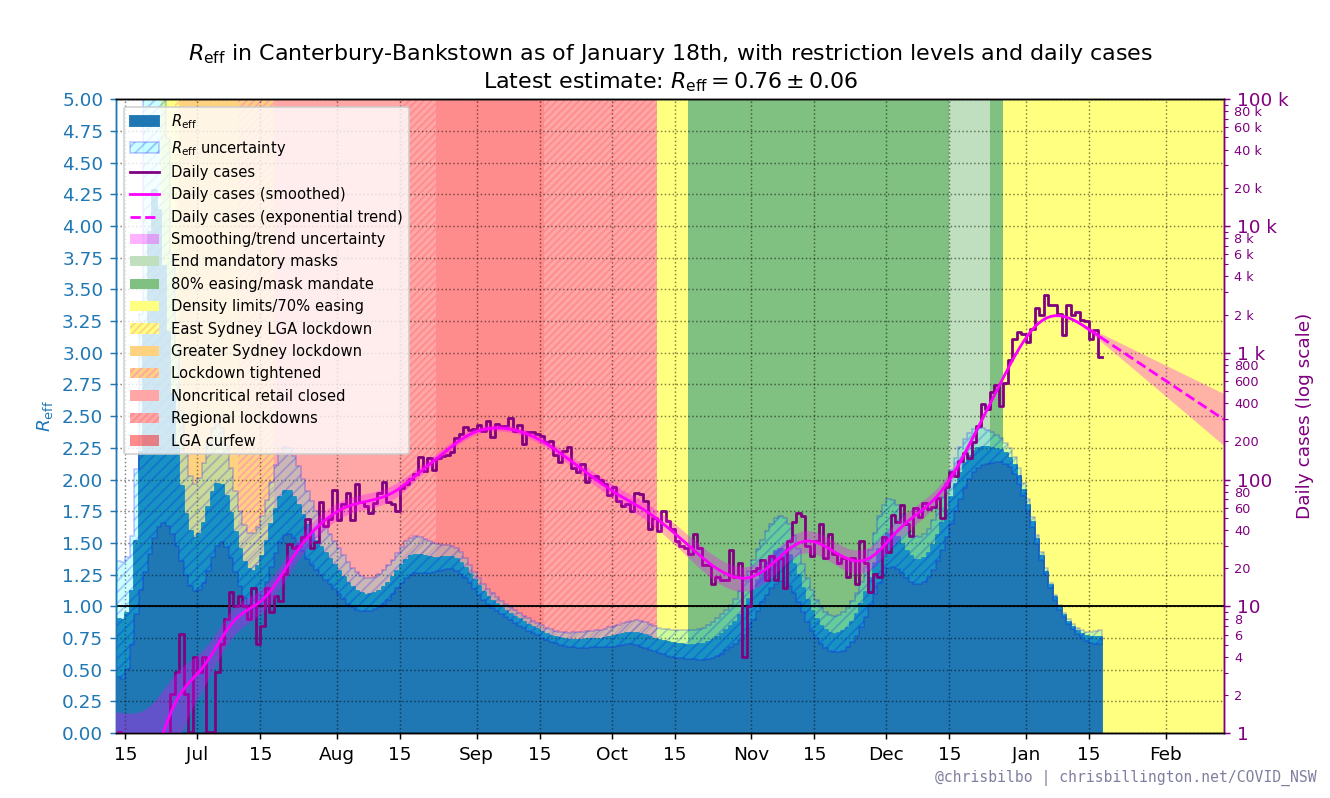 Reff in Canterbury-Bankstown as of January 18th, with restriction levels and daily cases
Latest estimate: Reff = 0.76 ± 0.06
5.00
4.75
4.50
4.25
4.00
3.75
3.50
3.25
3.00
2.75
2.50
2.25
2.00
1.75
1.50
1.25
1.00
0.75
0.50
0.25
0.00
Reff
Reff
Reff uncertainty
Daily cases
Daily cases (smoothed)
Daily cases (exponential trend)
Smoothing/trend uncertainty
End mandatory masks
80% easing/mask mandate
Density limits/70% easing
East Sydney LGA lockdown
Greater Sydney lockdown
Lockdown tightened
Noncritical retail closed
Regional lockdowns
LGA curfew
100 k
80 k
60 k
40 k
20 k
10 k
8 k
6 k
4 k
2 k
1 k
800
600
400
200
100
80
60
40
20
10
8
6
4
2
1
Daily cases (log scale)
15 Jul 15 Aug 15 Sep 15 Oct 15 Nov 15 Dec 15 Jan 15 Feb
@chrisbilbo | chrisbillington.net/COVID_NSW